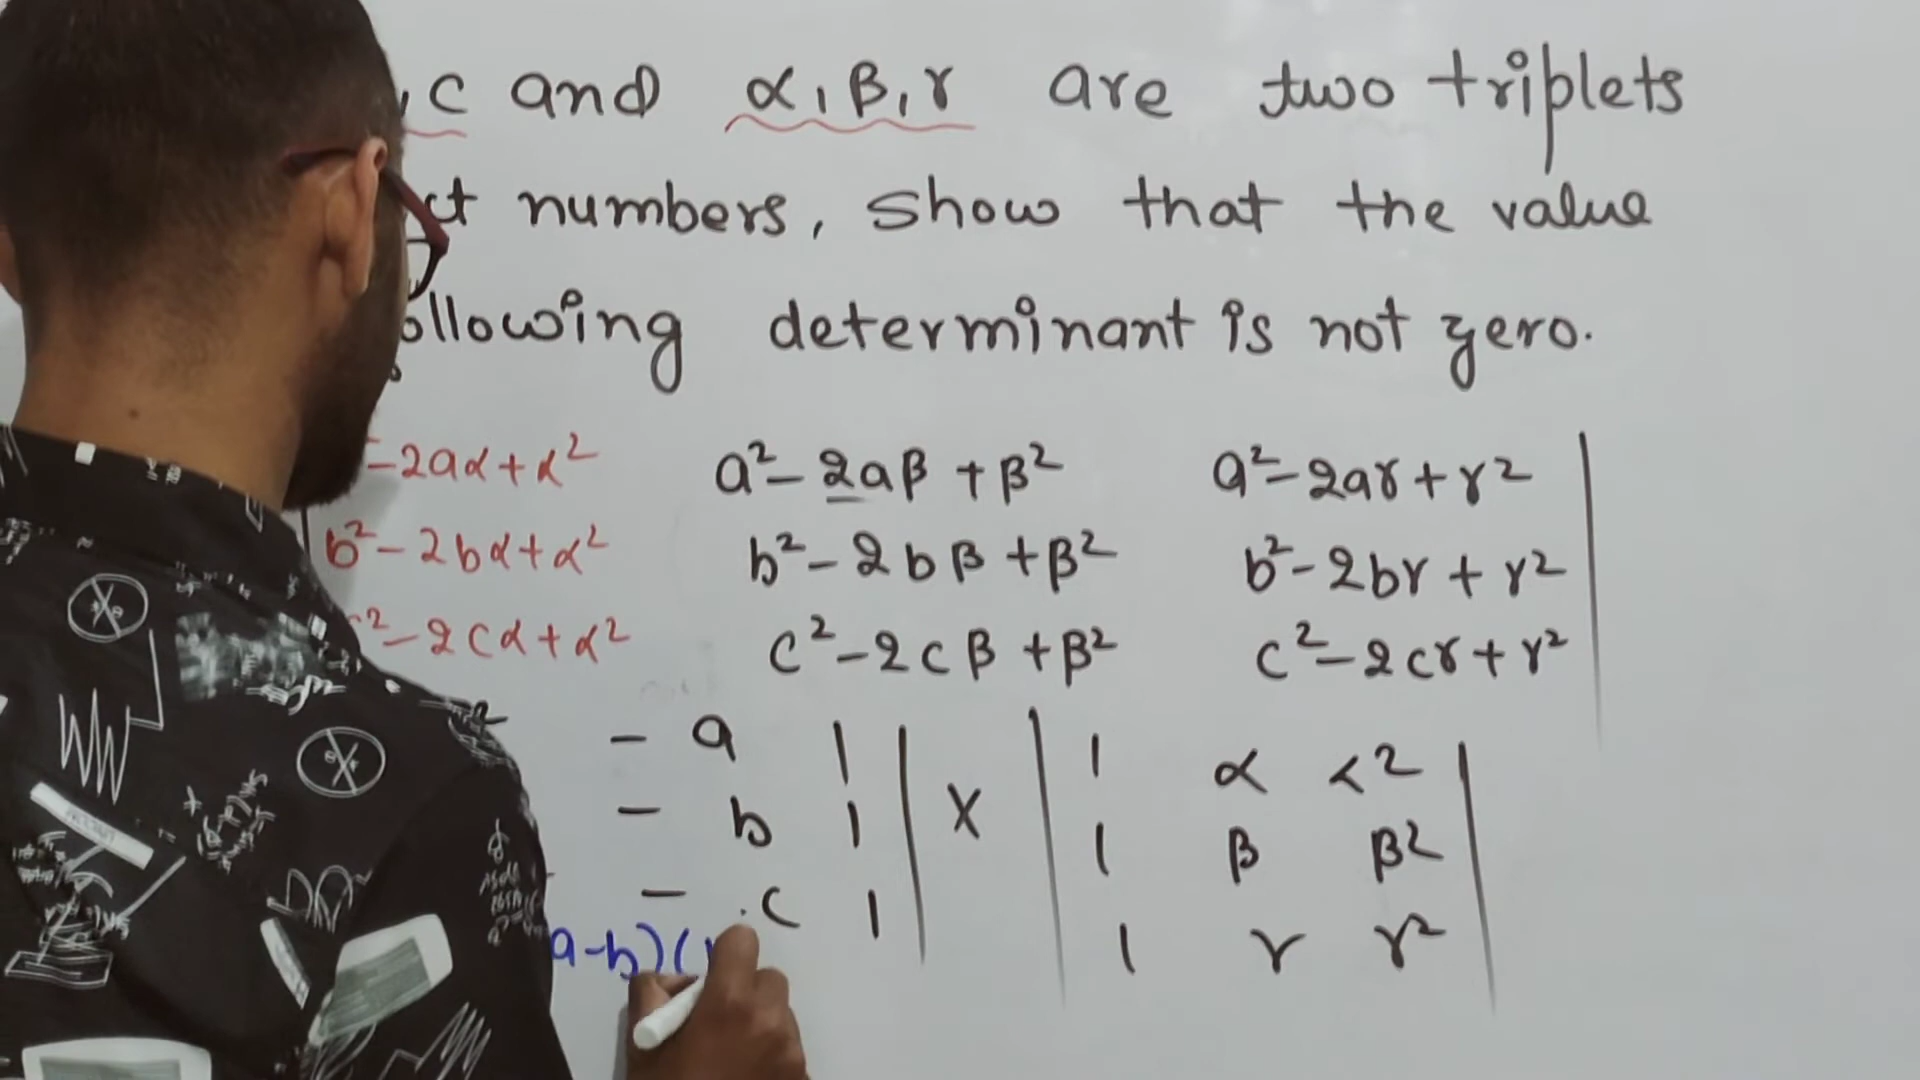 , c and α, β, γ are two triplets
ct numbers, show that the value
ollowing determinant is not zero.
-2aα+α² a²-2aβ+β² a²-2aγ+γ²
b²-2bα+α² b²-2bβ+β² b²-2bγ+γ²
²-2cα+α² c²-2cβ+β² c²-2cγ+γ²
- a 1 | × | 1 α α² |
- b 1 1 β β²
- c 1 1 γ γ²
a-b)(